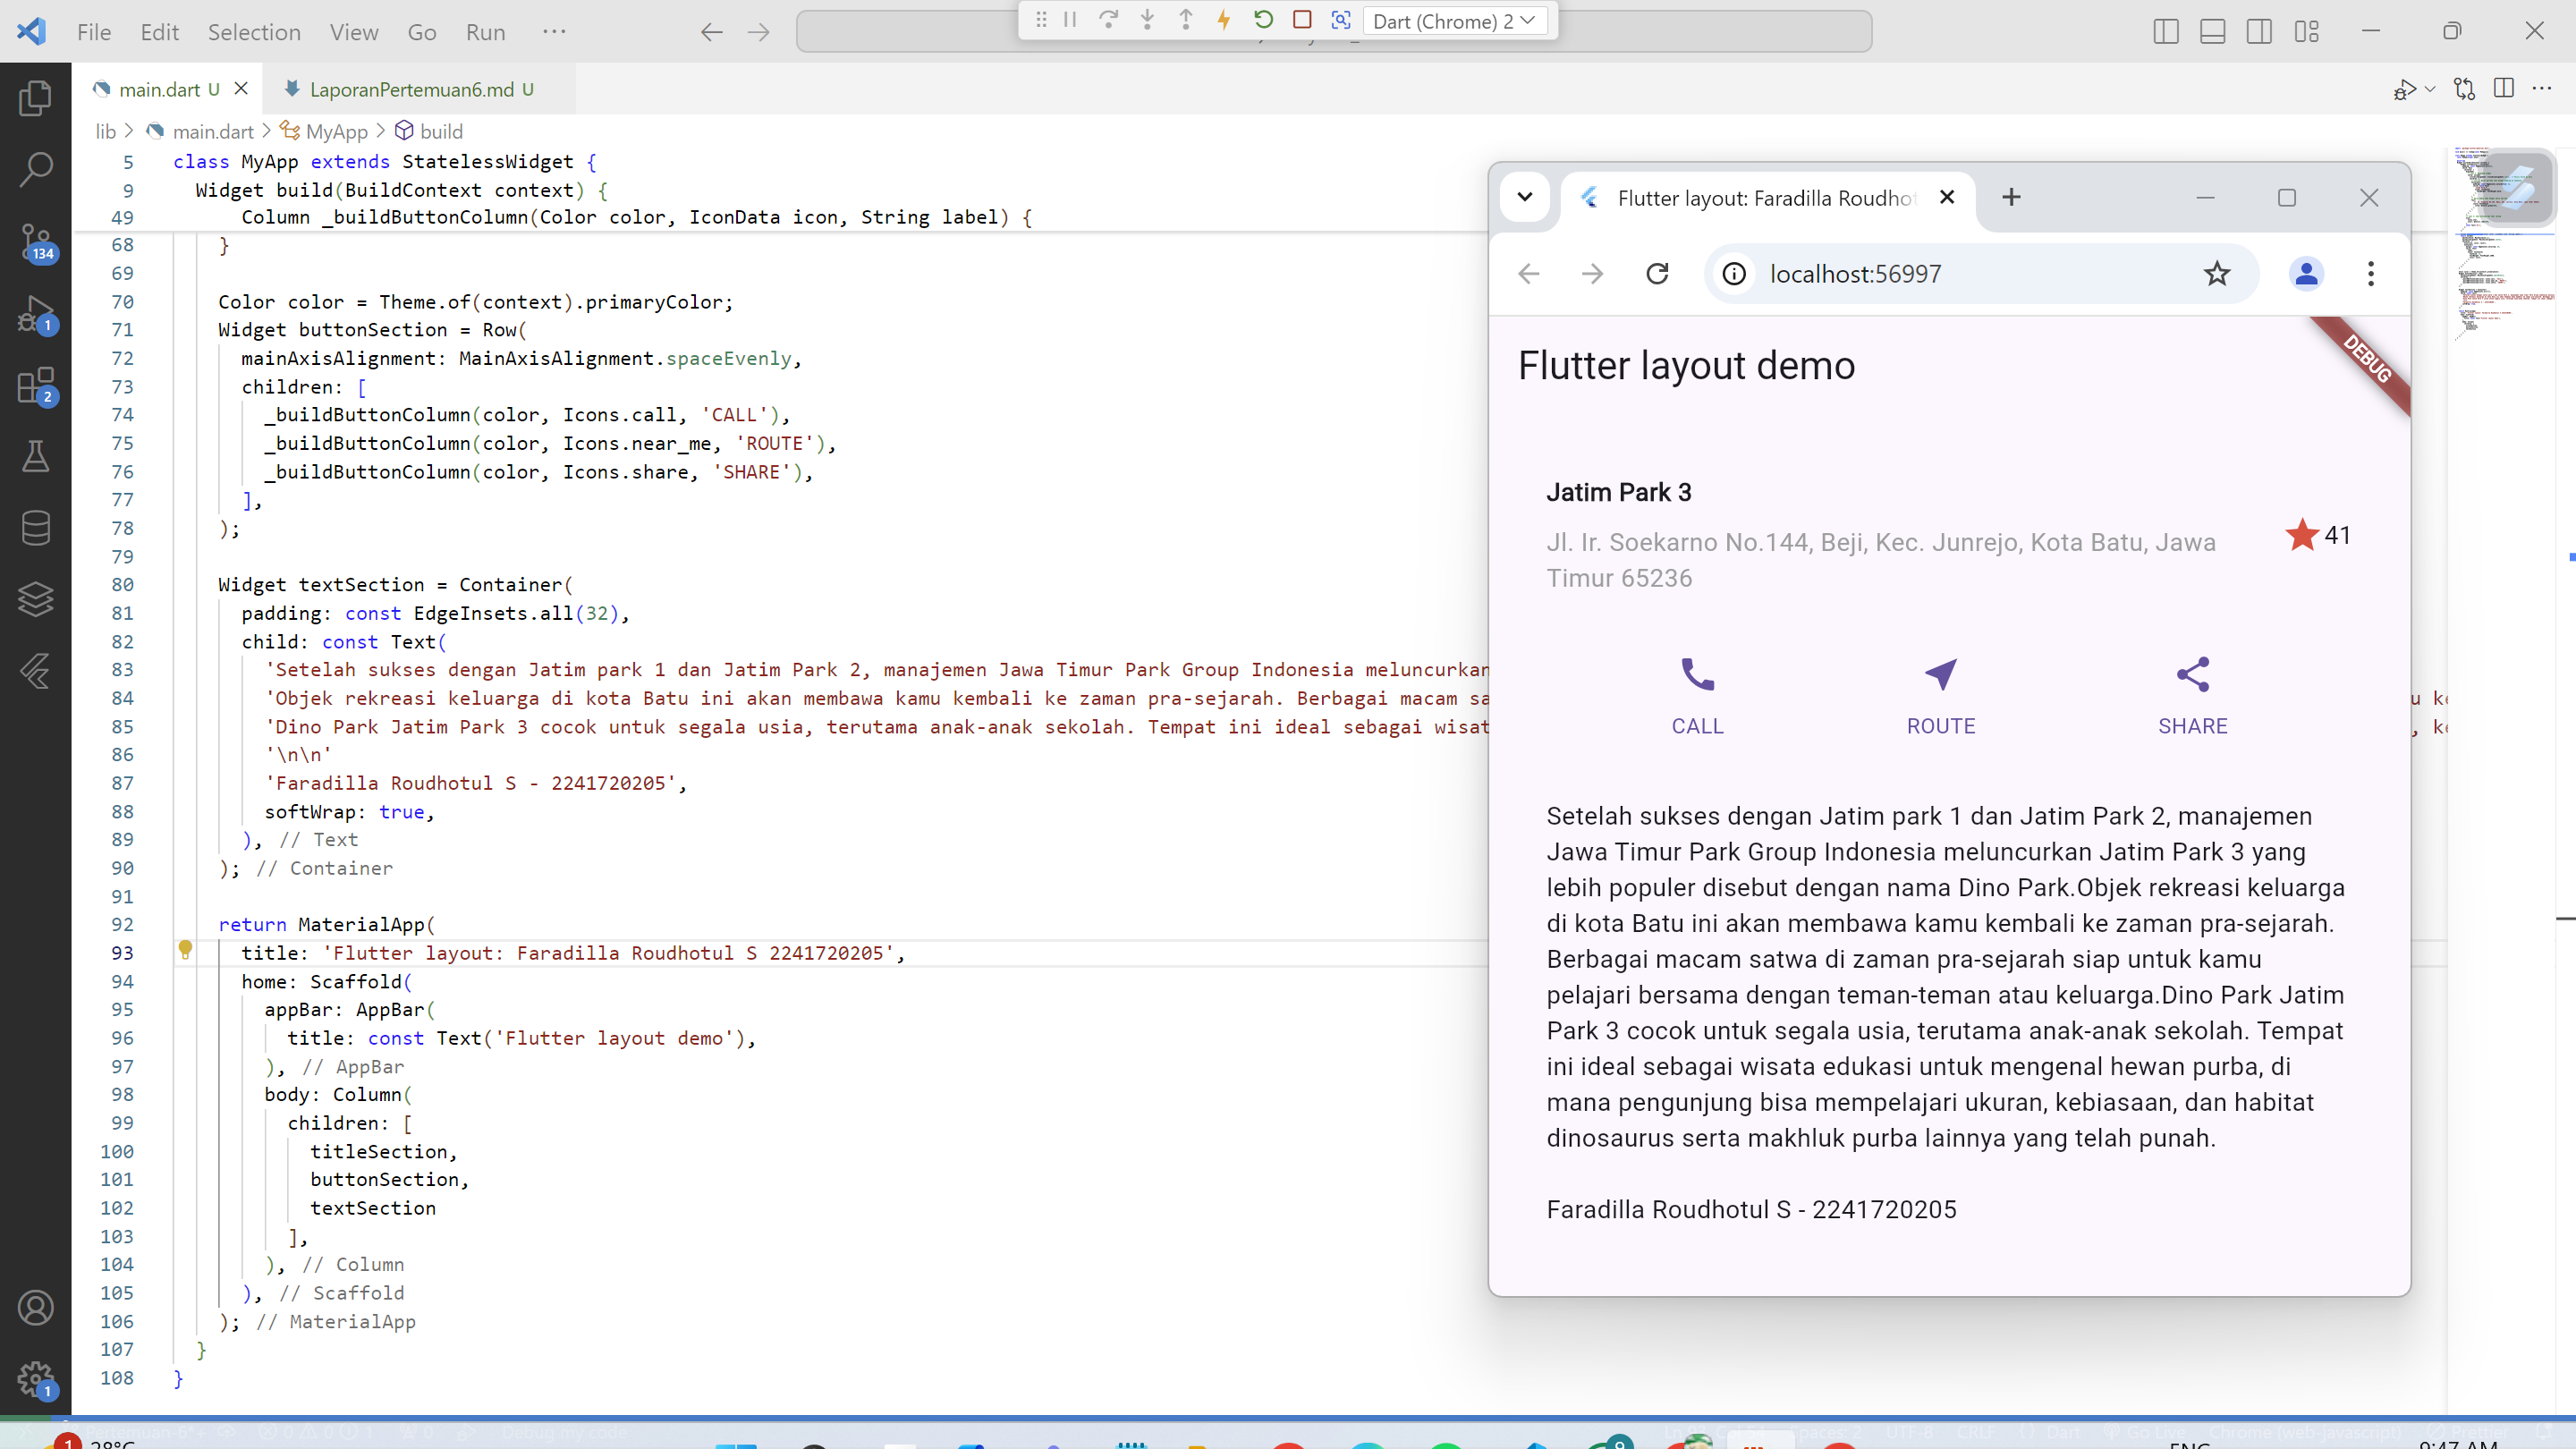 File Edit Selection View Go Run ···
Dart (Chrome) 2
main.dart U
LaporanPertemuan6.md U
lib > main.dart > MyApp > build
5 class MyApp extends StatelessWidget {
9 Widget build(BuildContext context) {
49 Column _buildButtonColumn(Color color, IconData icon, String label) {
68 }
69
70 Color color = Theme.of(context).primaryColor;
71 Widget buttonSection = Row(
72 mainAxisAlignment: MainAxisAlignment.spaceEvenly,
73 children: [
74 _buildButtonColumn(color, Icons.call, 'CALL'),
75 _buildButtonColumn(color, Icons.near_me, 'ROUTE'),
76 _buildButtonColumn(color, Icons.share, 'SHARE'),
77 ],
78 );
79
80 Widget textSection = Container(
81 padding: const EdgeInsets.all(32),
82 child: const Text(
83 'Setelah sukses dengan Jatim park 1 dan Jatim Park 2, manajemen Jawa Timur Park Group Indonesia meluncurkan
84 'Objek rekreasi keluarga di kota Batu ini akan membawa kamu kembali ke zaman pra-sejarah. Berbagai macam sa
85 'Dino Park Jatim Park 3 cocok untuk segala usia, terutama anak-anak sekolah. Tempat ini ideal sebagai wisat
86 '\n\n'
87 'Faradilla Roudhotul S - 2241720205',
88 softWrap: true,
89 ), // Text
90 ); // Container
91
92 return MaterialApp(
93 title: 'Flutter layout: Faradilla Roudhotul S 2241720205',
94 home: Scaffold(
95 appBar: AppBar(
96 title: const Text('Flutter layout demo'),
97 ), // AppBar
98 body: Column(
99 children: [
100 titleSection,
101 buttonSection,
102 textSection
103 ],
104 ), // Column
105 ), // Scaffold
106 ); // MaterialApp
107 }
108 }
134
1
2
1
Flutter layout: Faradilla Roudhot
localhost:56997
DEBUG
Flutter layout demo
Jatim Park 3
Jl. Ir. Soekarno No.144, Beji, Kec. Junrejo, Kota Batu, Jawa
Timur 65236
41
CALL ROUTE SHARE
Setelah sukses dengan Jatim park 1 dan Jatim Park 2, manajemen
Jawa Timur Park Group Indonesia meluncurkan Jatim Park 3 yang
lebih populer disebut dengan nama Dino Park.Objek rekreasi keluarga
di kota Batu ini akan membawa kamu kembali ke zaman pra-sejarah.
Berbagai macam satwa di zaman pra-sejarah siap untuk kamu
pelajari bersama dengan teman-teman atau keluarga.Dino Park Jatim
Park 3 cocok untuk segala usia, terutama anak-anak sekolah. Tempat
ini ideal sebagai wisata edukasi untuk mengenal hewan purba, di
mana pengunjung bisa mempelajari ukuran, kebiasaan, dan habitat
dinosaurus serta makhluk purba lainnya yang telah punah.
Faradilla Roudhotul S - 2241720205